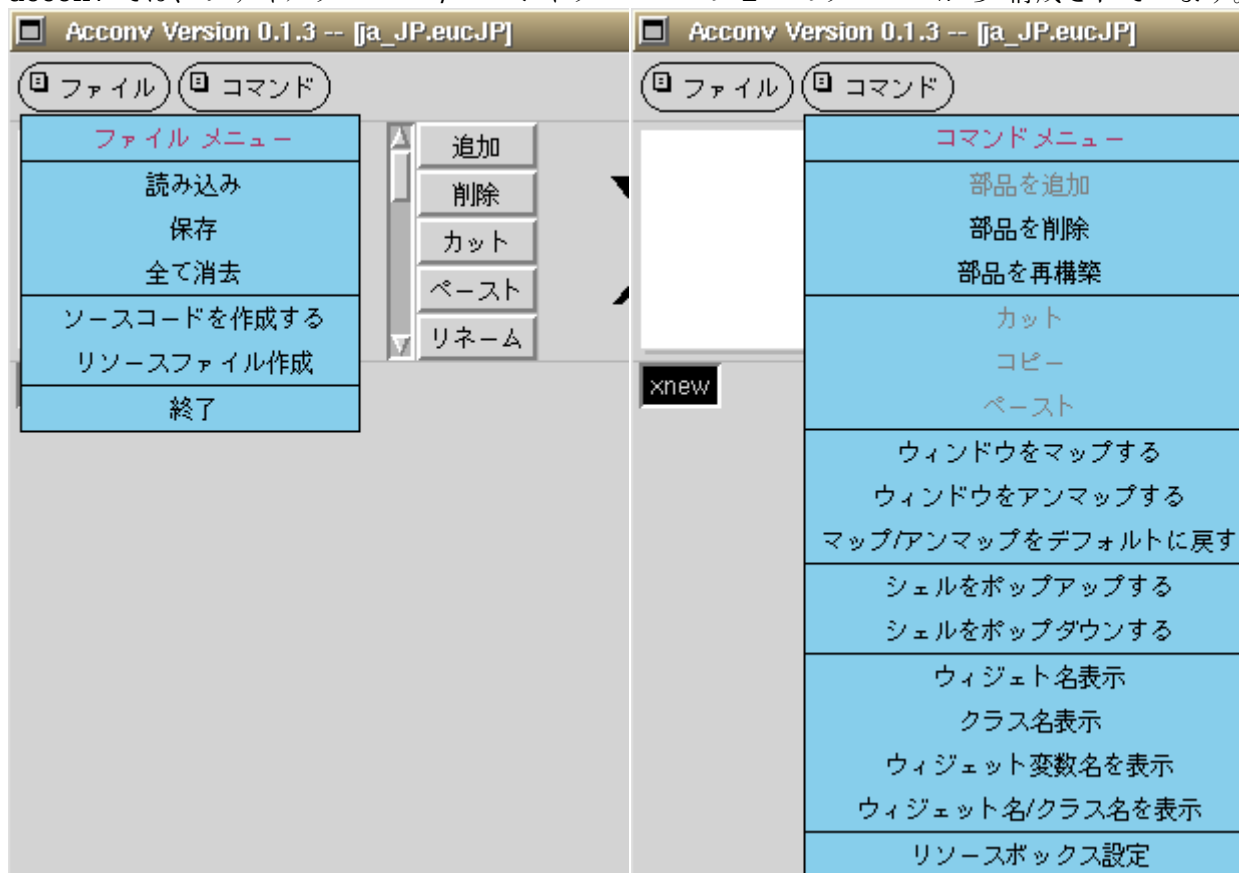 Acconv Version 0.1.3 -- [ja_JP.eucJP]
ファイル コマンド
ファイル メニュー
読み込み
保存
全て消去
ソースコードを作成する
リソースファイル作成
終了
追加
削除
カット
ペースト
リネーム
Acconv Version 0.1.3 -- [ja_JP.eucJP]
ファイル コマンド
xnew
コマンドメニュー
部品を追加
部品を削除
部品を再構築
カット
コピー
ペースト
ウィンドウをマップする
ウィンドウをアンマップする
マップ/アンマップをデフォルトに戻す
シェルをポップアップする
シェルをポップダウンする
ウィジェト名表示
クラス名表示
ウィジェット変数名を表示
ウィジェット名/クラス名を表示
リソースボックス設定